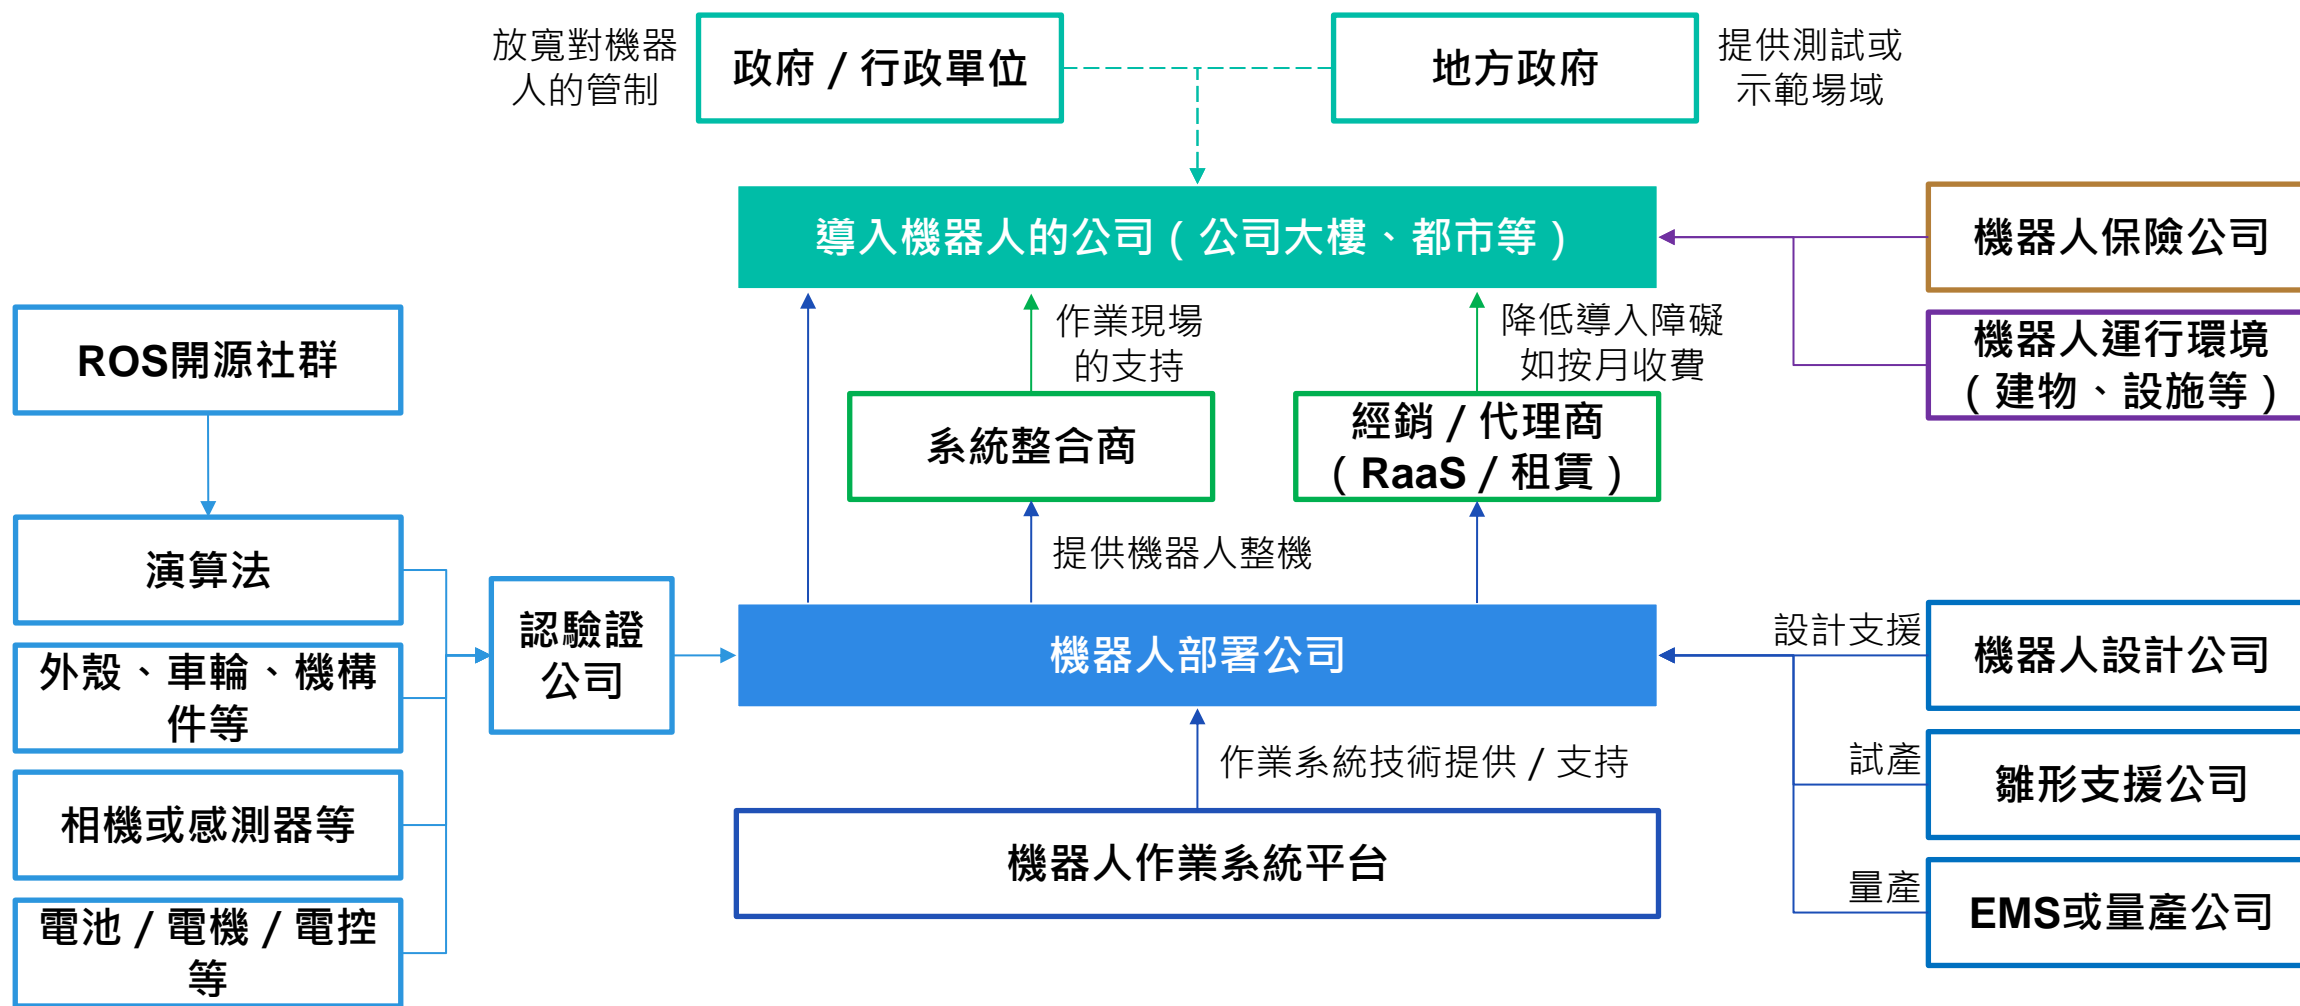 放寬對機器
人的管制
政府 / 行政單位
地方政府
提供測試或
示範場域
導入機器人的公司（公司大樓、都市等）
機器人保險公司
機器人運行環境
（建物、設施等）
作業現場
的支持
降低導入障礙
如按月收費
ROS開源社群
系統整合商
經銷 / 代理商
（RaaS / 租賃）
演算法
提供機器人整機
認驗證
公司
外殼、車輪、機構
件等
機器人部署公司
設計支援
機器人設計公司
作業系統技術提供 / 支持
試產
雛形支援公司
相機或感測器等
機器人作業系統平台
量產
EMS或量產公司
電池 / 電機 / 電控
等